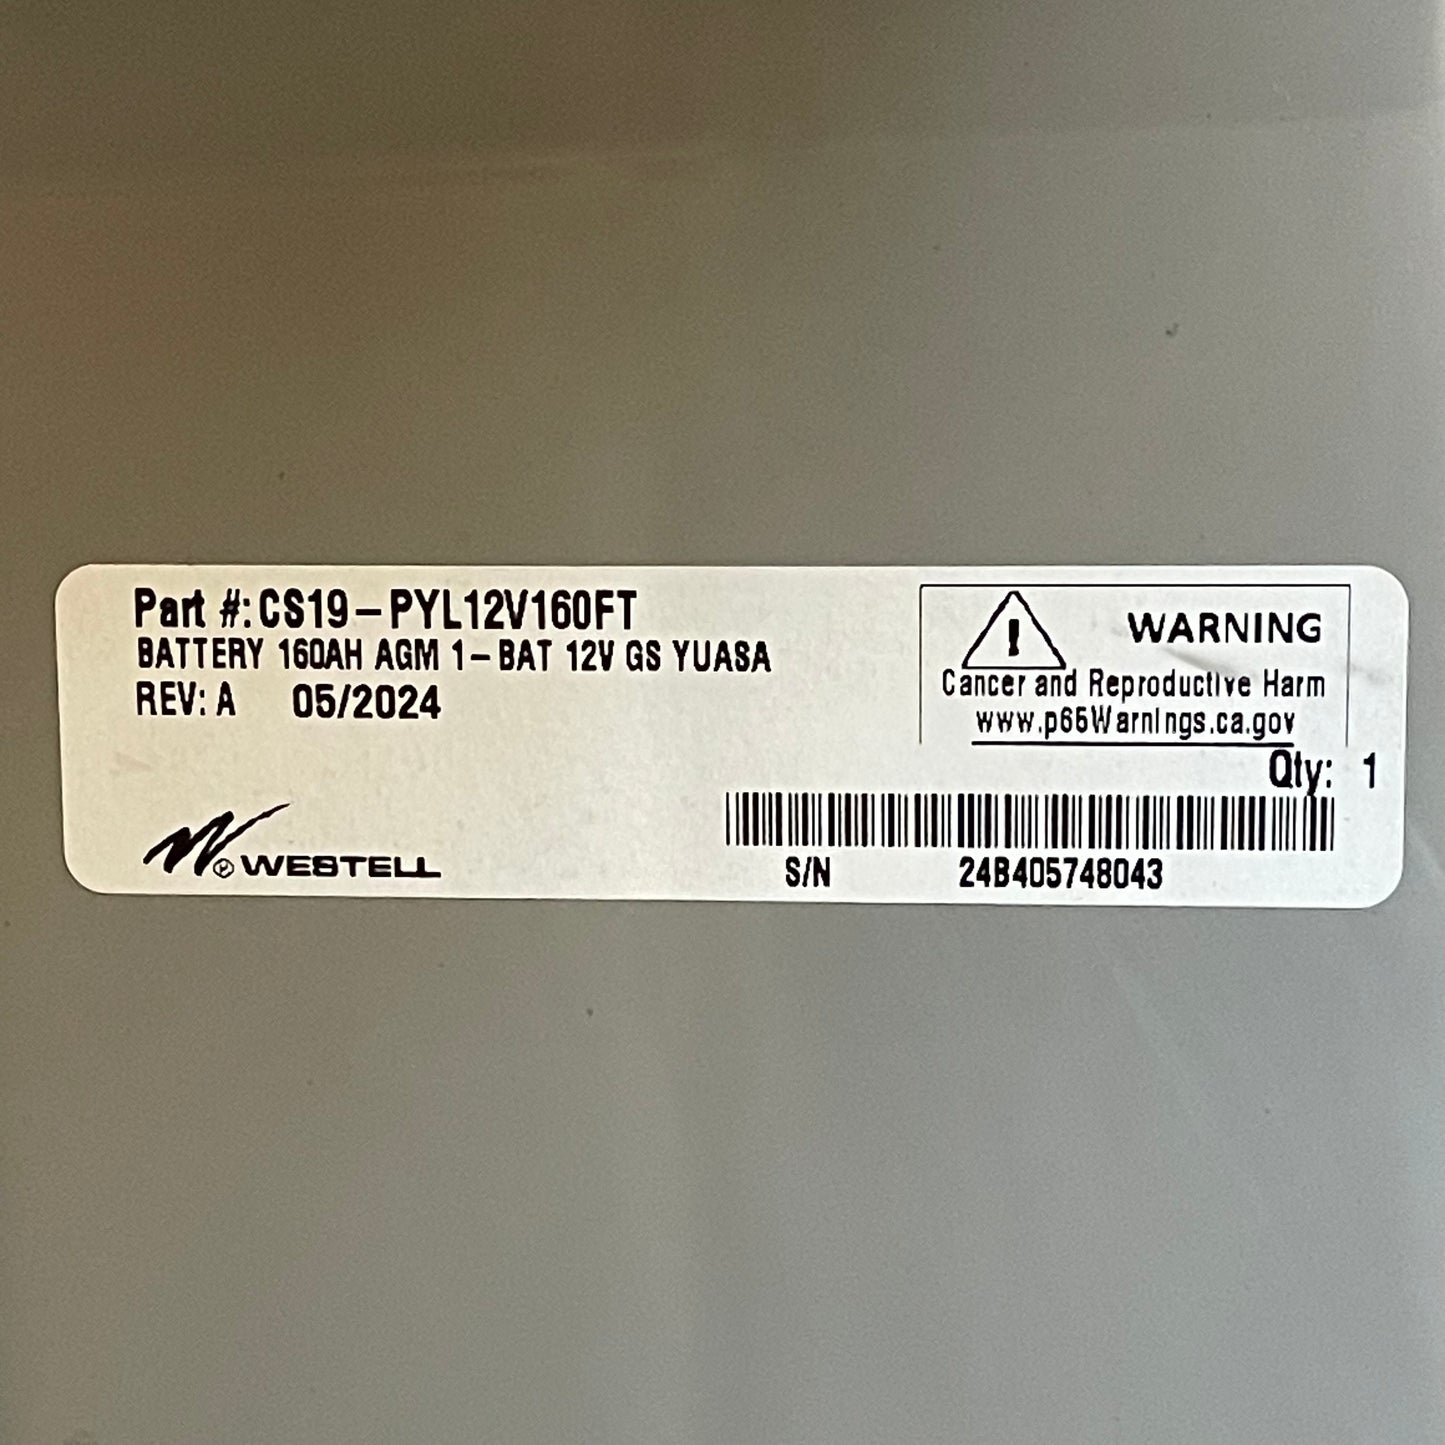 Part #: CS19-PYL12V160FT
BATTERY 160AH AGM 1-BAT 12V GS YUASA
REV: A 05/2024
WESTELL
! WARNING
Cancer and Reproductive Harm
www.p65Warnings.ca.gov
Qty: 1
S/N 24B405748043